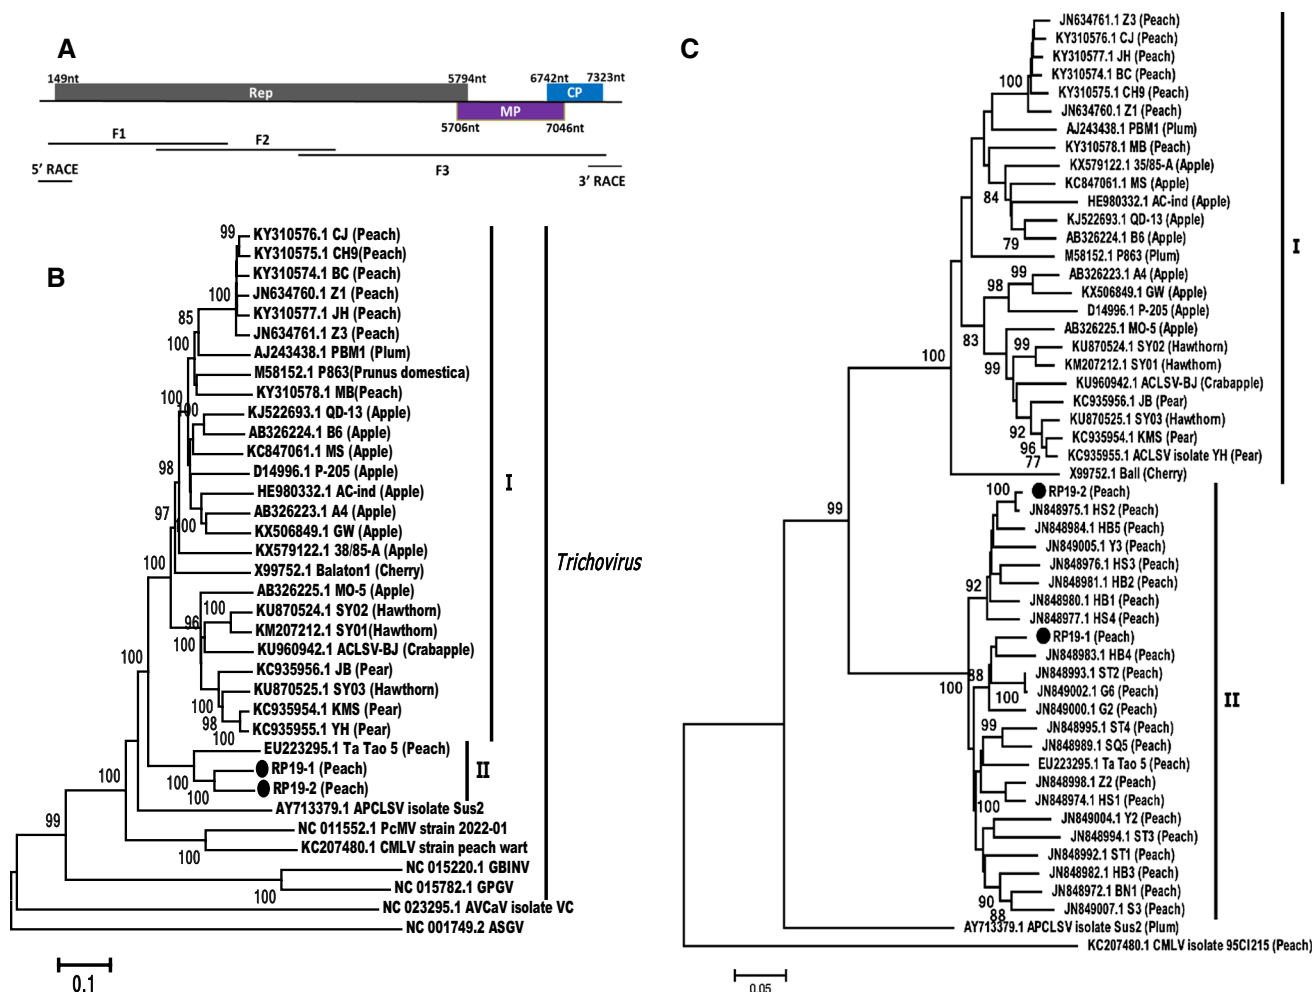 A
149nt
5794nt
6742nt
7323nt
Rep
CP
MP
5706nt
7046nt
F1
F2
F3
5' RACE
3' RACE
B
99
KY310576.1 CJ (Peach)
KY310575.1 CH9(Peach)
KY310574.1 BC (Peach)
100
JN634760.1 Z1 (Peach)
KY310577.1 JH (Peach)
85
JN634761.1 Z3 (Peach)
100
AJ243438.1 PBM1 (Plum)
M58152.1 P863(Prunus domestica)
KY310578.1 MB(Peach)
100
KJ522693.1 QD-13 (Apple)
AB326224.1 B6 (Apple)
KC847061.1 MS (Apple)
98
D14996.1 P-205 (Apple)
HE980332.1 AC-ind (Apple)
97
AB326223.1 A4 (Apple)
100
KX506849.1 GW (Apple)
KX579122.1 38/85-A (Apple)
100
X99752.1 Balaton1 (Cherry)
AB326225.1 MO-5 (Apple)
100
KU870524.1 SY02 (Hawthorn)
96
KM207212.1 SY01(Hawthorn)
100
KU960942.1 ACLSV-BJ (Crabapple)
100
KC935956.1 JB (Pear)
KU870525.1 SY03 (Hawthorn)
100
KC935954.1 KMS (Pear)
98
KC935955.1 YH (Pear)
100
EU223295.1 Ta Tao 5 (Peach)
RP19-1 (Peach)
100
100
RP19-2 (Peach)
100
AY713379.1 APCLSV isolate Sus2
99
NC 011552.1 PcMV strain 2022-01
KC207480.1 CMLV strain peach wart
100
NC 015220.1 GBINV
NC 015782.1 GPGV
100
NC 023295.1 AVCaV isolate VC
NC 001749.2 ASGV
I
II
Trichovirus
0.1
C
JN634761.1 Z3 (Peach)
KY310576.1 CJ (Peach)
KY310577.1 JH (Peach)
100
KY310574.1 BC (Peach)
KY310575.1 CH9 (Peach)
JN634760.1 Z1 (Peach)
AJ243438.1 PBM1 (Plum)
KY310578.1 MB (Peach)
KX579122.1 35/85-A (Apple)
KC847061.1 MS (Apple)
84
HE980332.1 AC-ind (Apple)
KJ522693.1 QD-13 (Apple)
79
AB326224.1 B6 (Apple)
M58152.1 P863 (Plum)
99
AB326223.1 A4 (Apple)
98
KX506849.1 GW (Apple)
D14996.1 P-205 (Apple)
AB326225.1 MO-5 (Apple)
83
99
KU870524.1 SY02 (Hawthorn)
100
99
KM207212.1 SY01 (Hawthorn)
KU960942.1 ACLSV-BJ (Crabapple)
KC935956.1 JB (Pear)
KU870525.1 SY03 (Hawthorn)
92
KC935954.1 KMS (Pear)
96
KC935955.1 ACLSV isolate YH (Pear)
77
X99752.1 Ball (Cherry)
I
100
RP19-2 (Peach)
99
JN848975.1 HS2 (Peach)
JN848984.1 HB5 (Peach)
JN849005.1 Y3 (Peach)
JN848976.1 HS3 (Peach)
92
JN848981.1 HB2 (Peach)
JN848980.1 HB1 (Peach)
JN848977.1 HS4 (Peach)
RP19-1 (Peach)
JN848983.1 HB4 (Peach)
88
JN848993.1 ST2 (Peach)
100
100
JN849002.1 G6 (Peach)
JN849000.1 G2 (Peach)
99
JN848995.1 ST4 (Peach)
JN848989.1 SQ5 (Peach)
EU223295.1 Ta Tao 5 (Peach)
JN848998.1 Z2 (Peach)
100
JN848974.1 HS1 (Peach)
JN849004.1 Y2 (Peach)
JN848994.1 ST3 (Peach)
JN848992.1 ST1 (Peach)
JN848982.1 HB3 (Peach)
JN848972.1 BN1 (Peach)
90
88
JN849007.1 S3 (Peach)
II
AY713379.1 APCLSV isolate Sus2 (Plum)
KC207480.1 CMLV isolate 95CI215 (Peach)
0.05